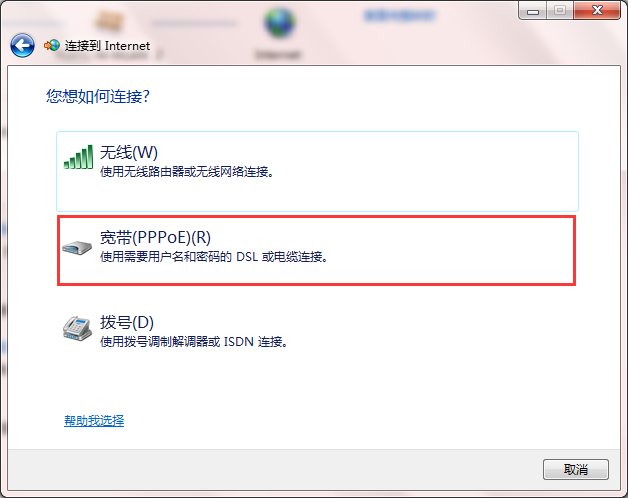 连接到 Internet
您想如何连接?
无线(W)
使用无线路由器或无线网络连接。
宽带(PPPoE)(R)
使用需要用户名和密码的 DSL 或电缆连接。
拨号(D)
使用拨号调制解调器或 ISDN 连接。
帮助我选择
取消